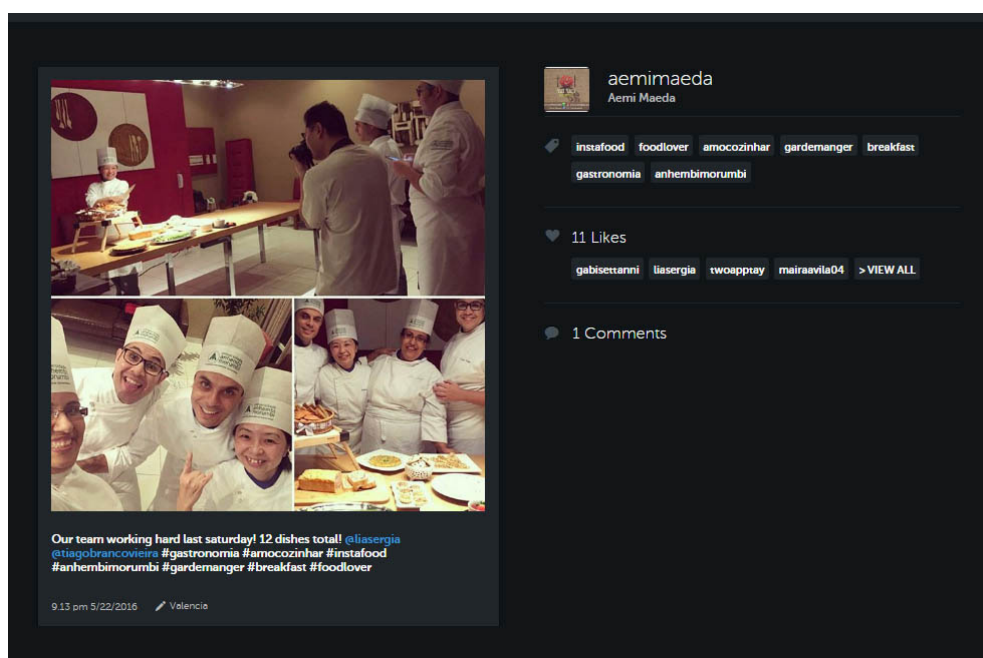 aemimaeda
Aemi Maeda
instafood foodlover amocozinhar gardemanger breakfast
gastronomia anhembimorumbi
11 Likes
gabisettanni liasergia twoapptay mairaavila04 > VIEW ALL
1 Comments
Our team working hard last saturday! 12 dishes total! @liasergia
@tiagobrancovieira #gastronomia #amocozinhar #instafood
#anhembimorumbi #gardemanger #breakfast #foodlover
9.13 pm 5/22/2016 Valencia